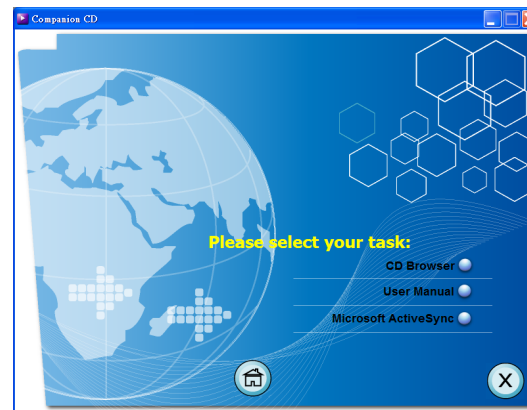 Companion CD
Please select your task:
CD Browser
User Manual
Microsoft ActiveSync
X